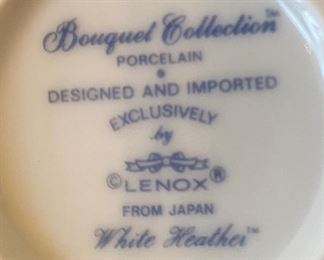 Bouquet Collection™
PORCELAIN
•
DESIGNED AND IMPORTED
EXCLUSIVELY
by
©LENOX®
FROM JAPAN
White Heather™